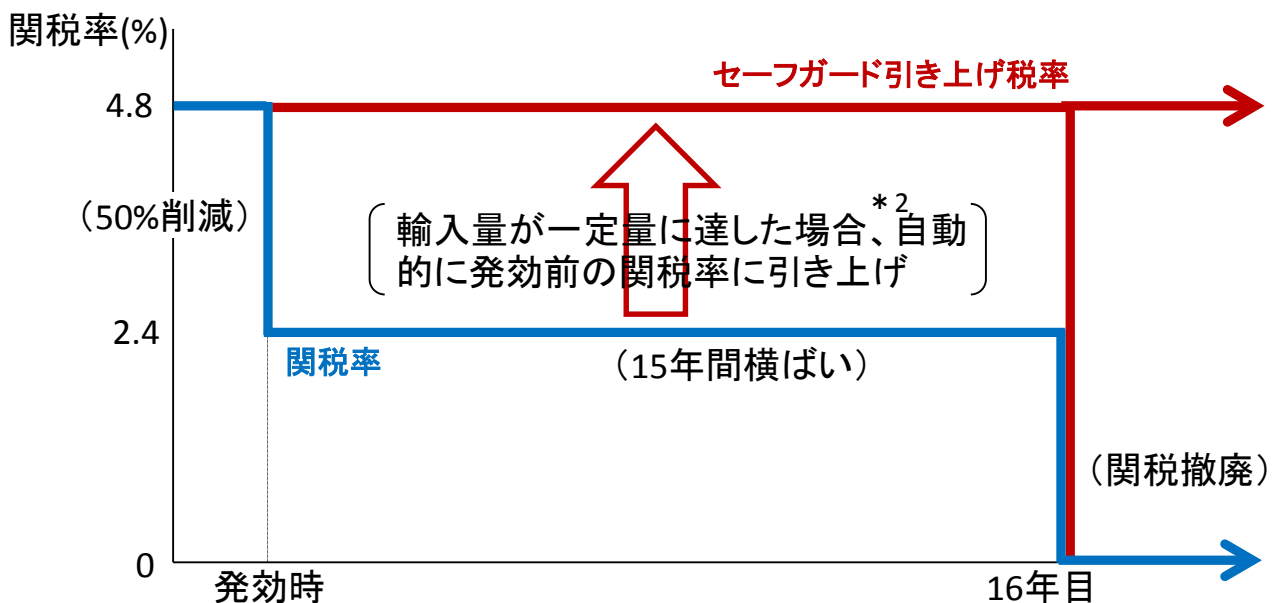 関税率(%)
セーフガード引き上げ税率
4.8
（50%削減）
輸入量が一定量に達した場合＊2、自動
的に発効前の関税率に引き上げ
2.4
関税率
（15年間横ばい）
（関税撤廃）
0
発効時
16年目